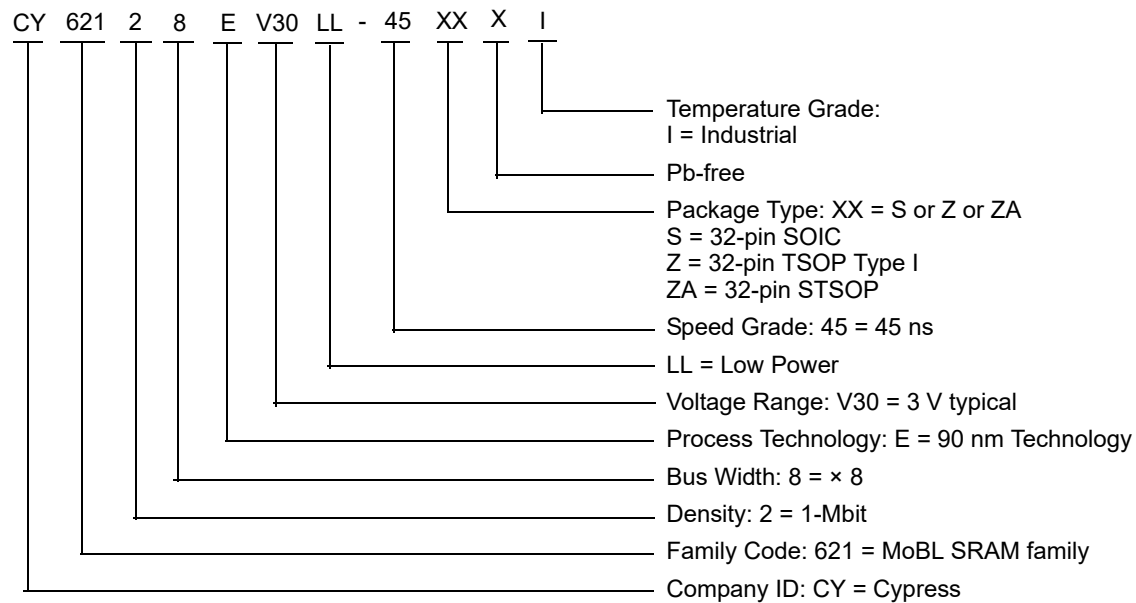 CY 621 2 8 E V30 LL - 45 XX X I
Temperature Grade:
I = Industrial
Pb-free
Package Type: XX = S or Z or ZA
S = 32-pin SOIC
Z = 32-pin TSOP Type I
ZA = 32-pin STSOP
Speed Grade: 45 = 45 ns
LL = Low Power
Voltage Range: V30 = 3 V typical
Process Technology: E = 90 nm Technology
Bus Width: 8 = × 8
Density: 2 = 1-Mbit
Family Code: 621 = MoBL SRAM family
Company ID: CY = Cypress